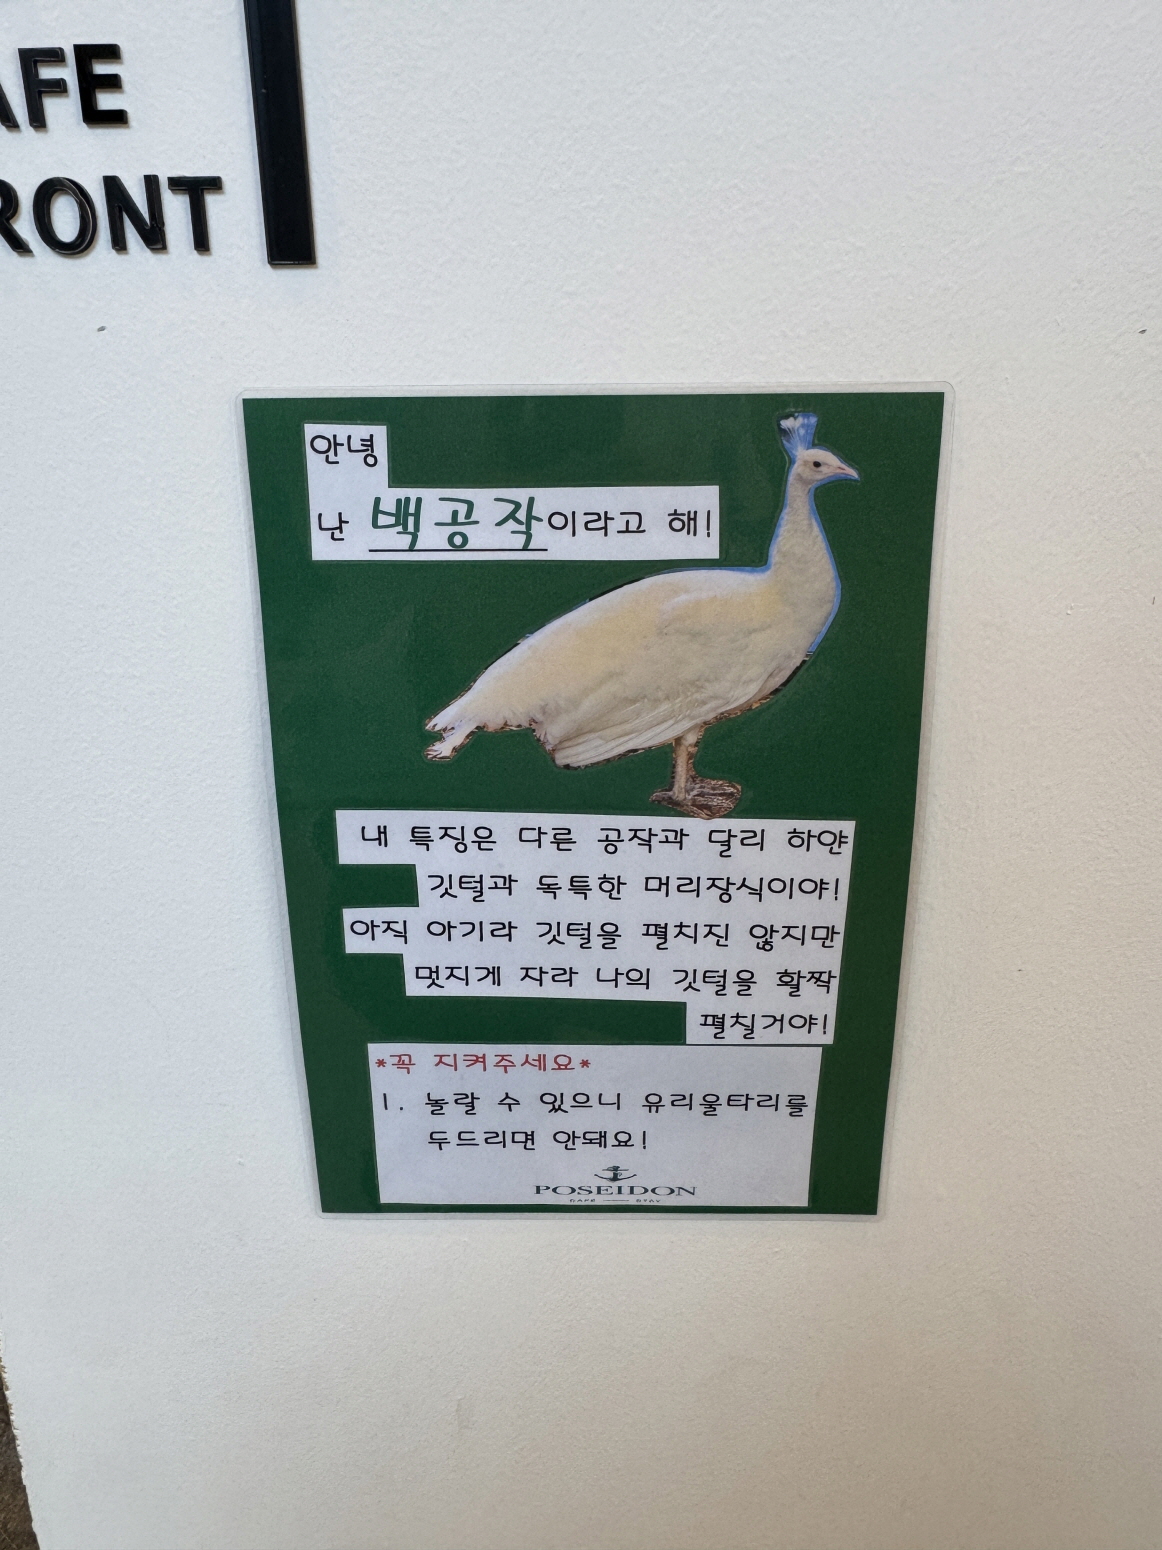 AFE
RONT
안녕
난 백공작이라고 해!
내 특징은 다른 공작과 달리 하얀
깃털과 독특한 머리장식이야!
아직 아기라 깃털을 펼치진 않지만
멋지게 자라 나의 깃털을 활짝
펼칠거야!
*꼭 지켜주세요*
1. 놀랄 수 있으니 유리울타리를
두드리면 안돼요!
POSEIDON
CAFE STAY